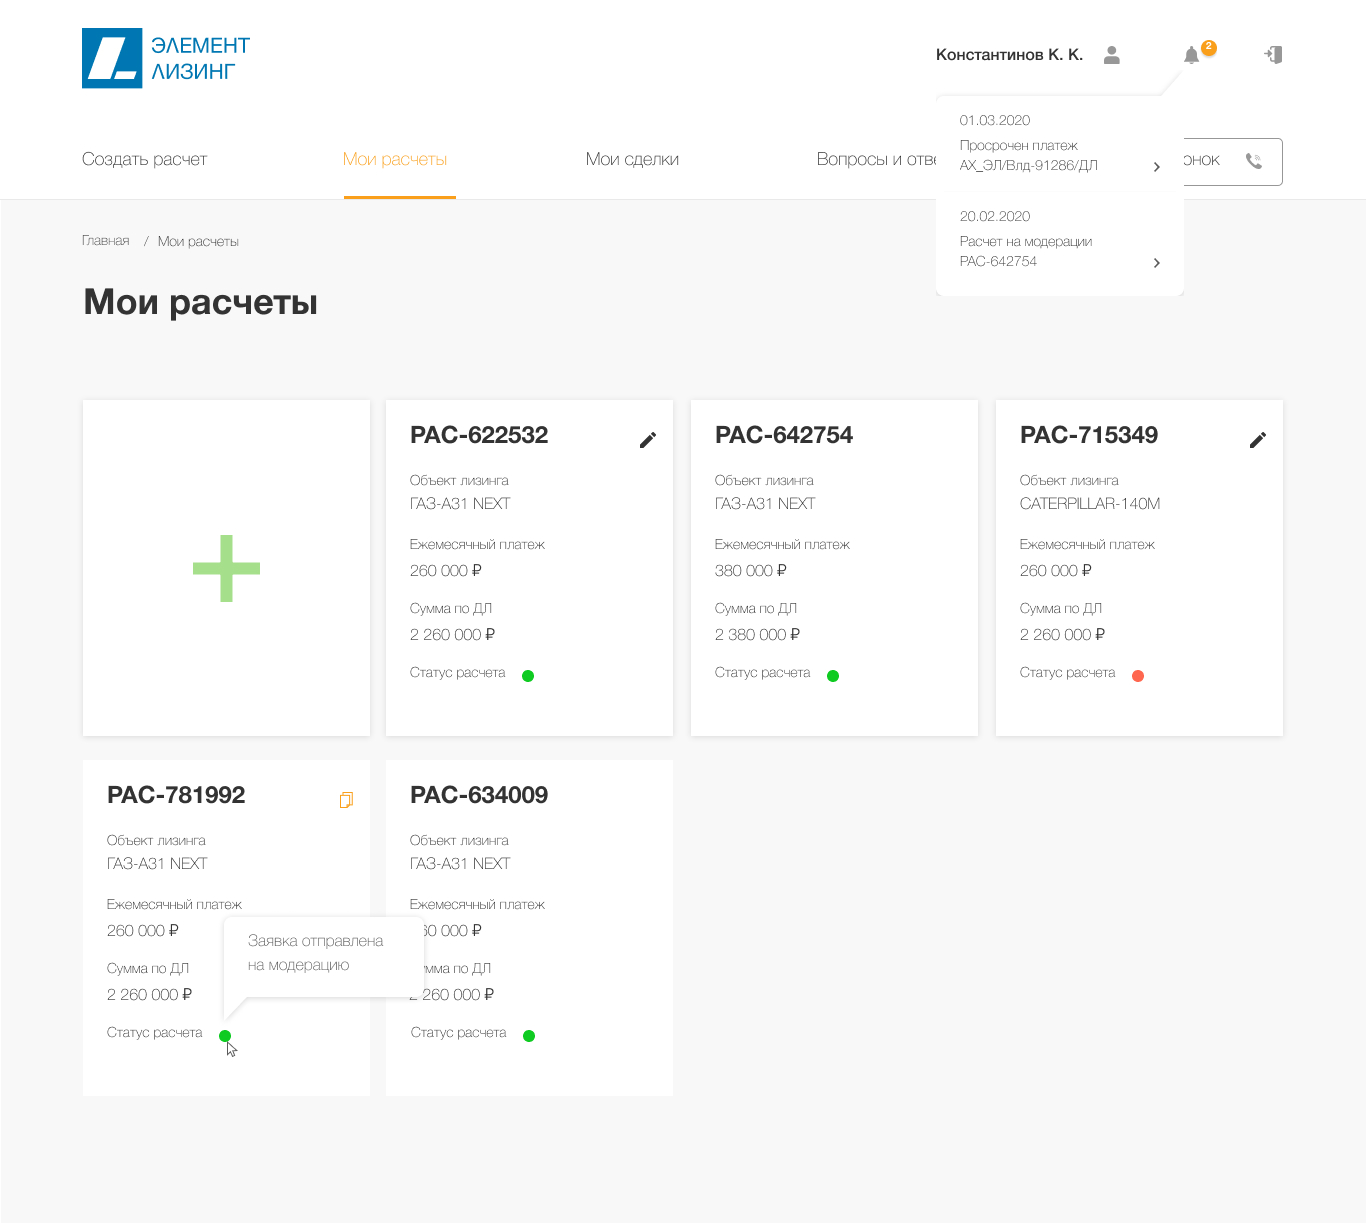 ЭЛЕМЕНТ
ЛИЗИНГ
Константинов К. К.
2
Создать расчет
Мои расчеты
Мои сделки
Вопросы и отве
онок
01.03.2020
Просрочен платеж
АХ_ЭЛ/Влд-91286/ДЛ
20.02.2020
Расчет на модерации
РАС-642754
Главная / Мои расчеты
Мои расчеты
РАС-622532
Объект лизинга
ГАЗ-А31 NEXT
Ежемесячный платеж
260 000 ₽
Сумма по ДЛ
2 260 000 ₽
Статус расчета
РАС-642754
Объект лизинга
ГАЗ-А31 NEXT
Ежемесячный платеж
380 000 ₽
Сумма по ДЛ
2 380 000 ₽
Статус расчета
РАС-715349
Объект лизинга
CATERPILLAR-140M
Ежемесячный платеж
260 000 ₽
Сумма по ДЛ
2 260 000 ₽
Статус расчета
РАС-781992
Объект лизинга
ГАЗ-А31 NEXT
Ежемесячный платеж
260 000 ₽
Сумма по ДЛ
2 260 000 ₽
Статус расчета
Заявка отправлена
на модерацию
РАС-634009
Объект лизинга
ГАЗ-А31 NEXT
Ежемесячный платеж
60 000 ₽
мма по ДЛ
2 260 000 ₽
Статус расчета